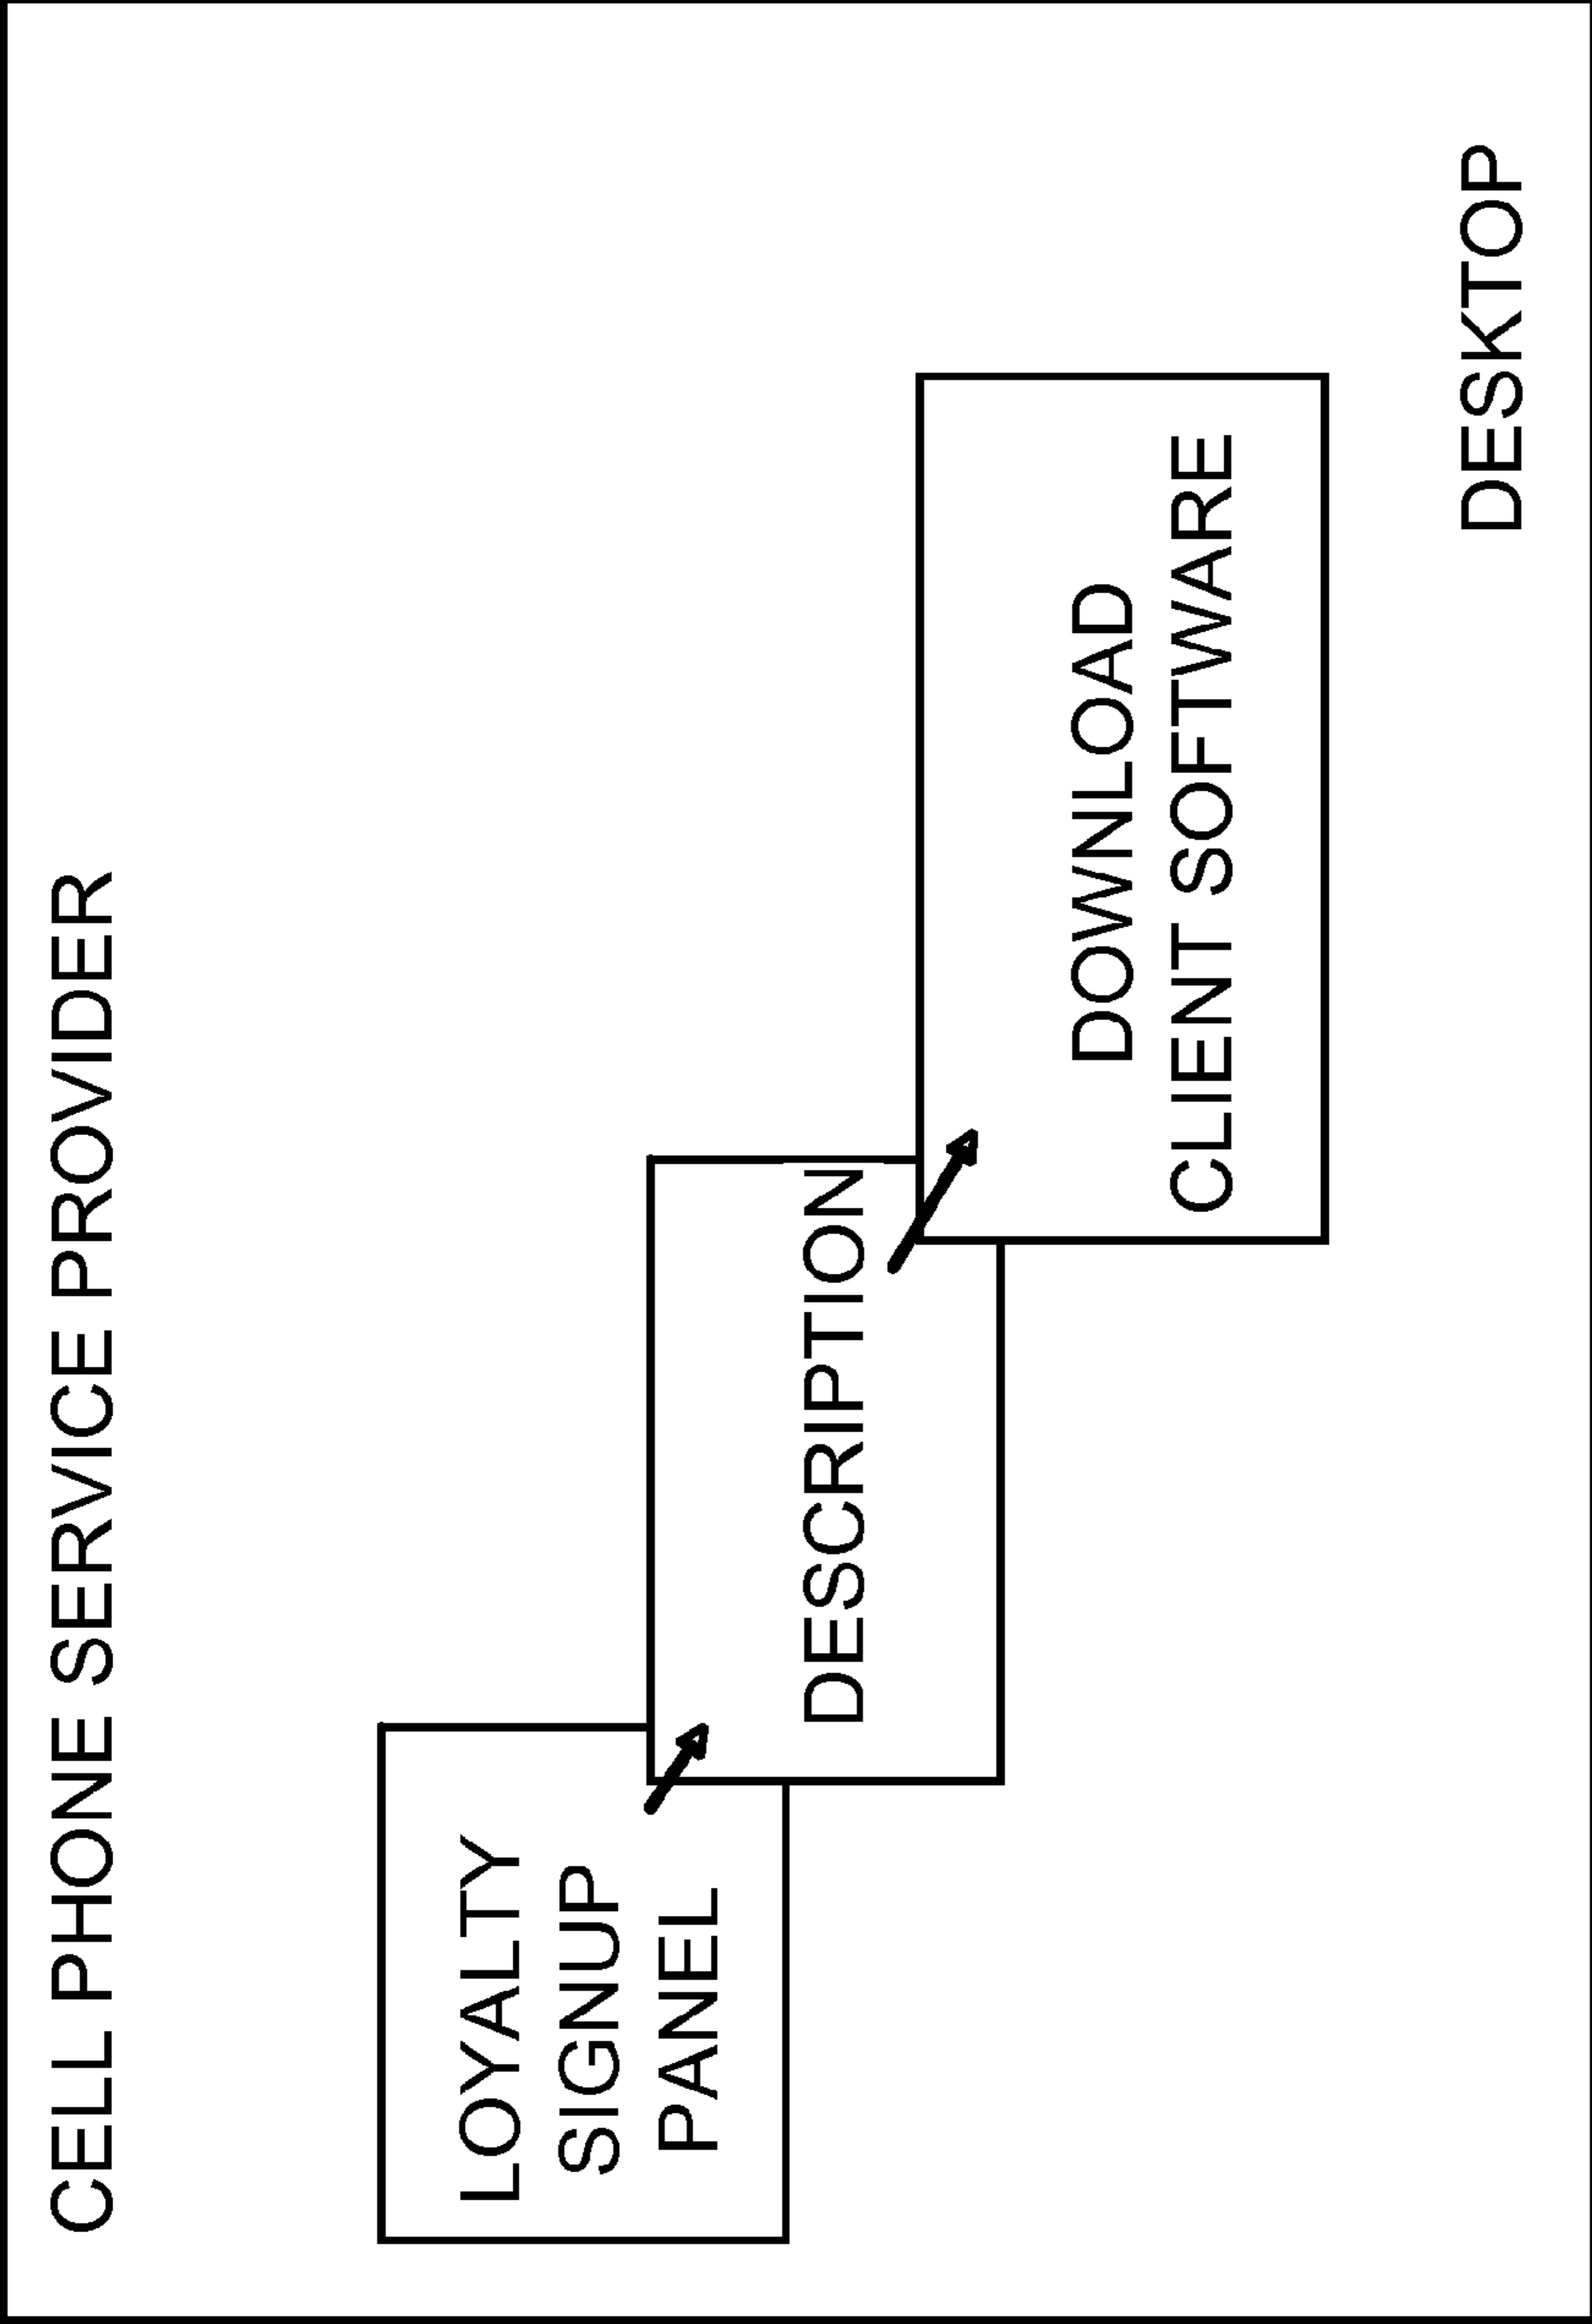 CELL PHONE SERVICE PROVIDER
LOYALTY
SIGNUP
PANEL
DESCRIPTION
DOWNLOAD
CLIENT SOFTWARE
DESKTOP